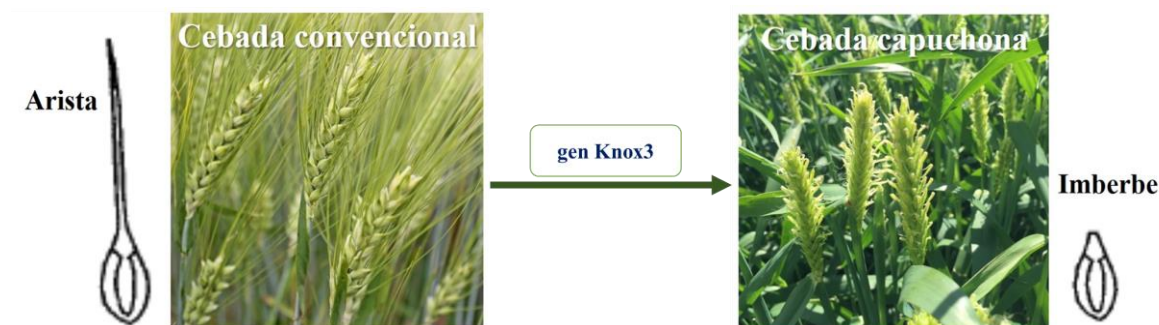 Cebada convencional
Cebada capuchona
Arista
gen Knox3
Imberbe